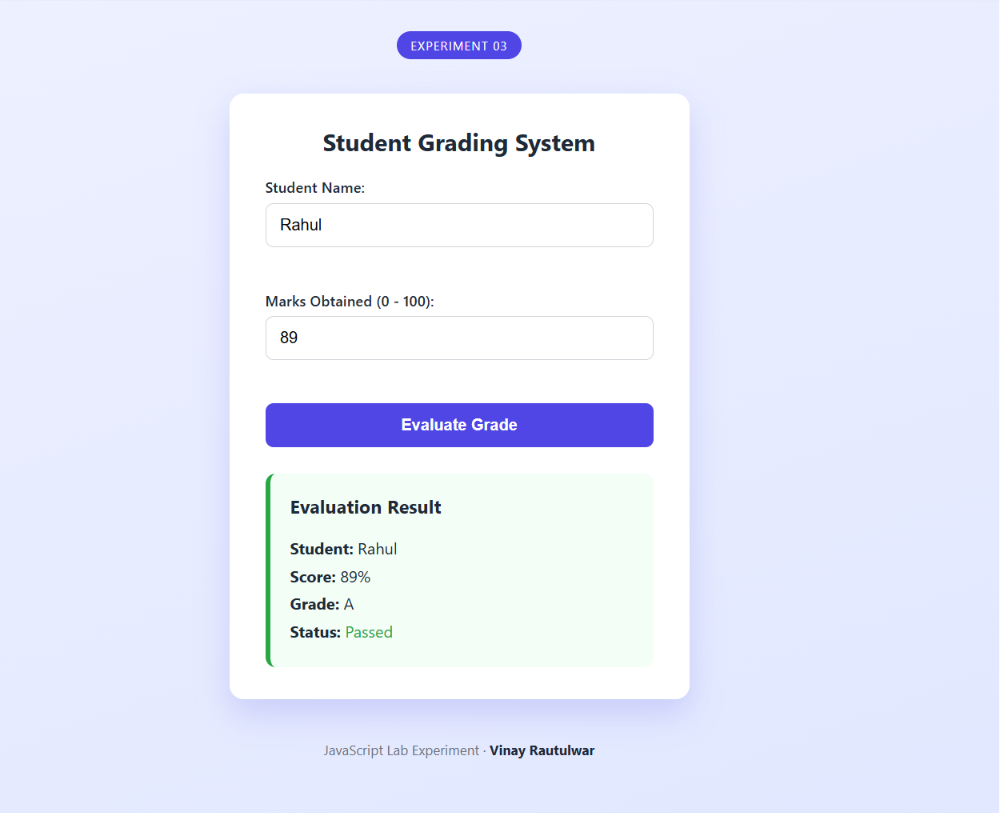 EXPERIMENT 03
Student Grading System
Student Name:
Rahul
Marks Obtained (0 - 100):
89
Evaluate Grade
Evaluation Result
Student: Rahul
Score: 89%
Grade: A
Status: Passed
JavaScript Lab Experiment · Vinay Rautulwar